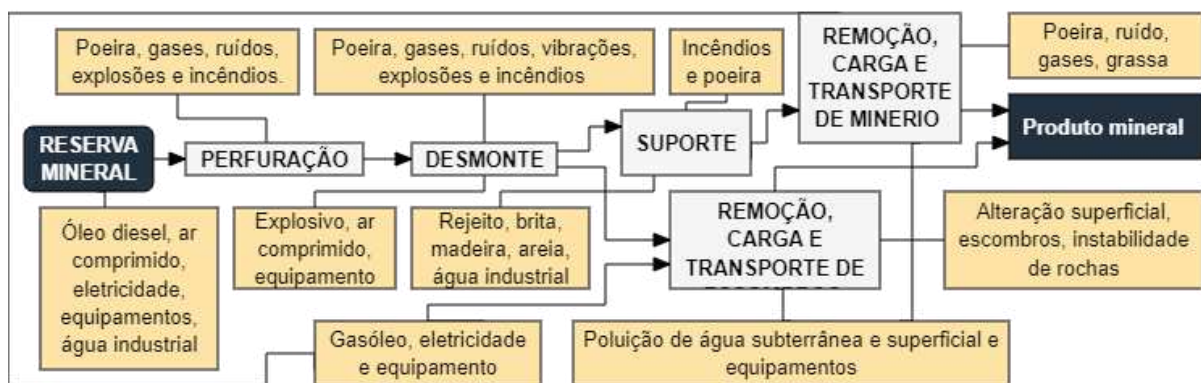 Poeira, gases, ruídos,
explosões e incêndios.
Poeira, gases, ruídos, vibrações,
explosões e incêndios
Incêndios
e poeira
REMOÇÃO,
CARGA E
TRANSPORTE
DE MINERIO
Poeira, ruído,
gases, grassa
RESERVA
MINERAL
PERFURAÇÃO
DESMONTE
SUPORTE
Produto mineral
Óleo diesel, ar
comprimido,
eletricidade,
equipamentos,
água industrial
Explosivo, ar
comprimido,
equipamento
Rejeito, brita,
madeira, areia,
água industrial
REMOÇÃO,
CARGA E
TRANSPORTE DE
Alteração superficial,
escombros, instabilidade
de rochas
Gasóleo, eletricidade
e equipamento
Poluição de água subterrânea e superficial e
equipamentos